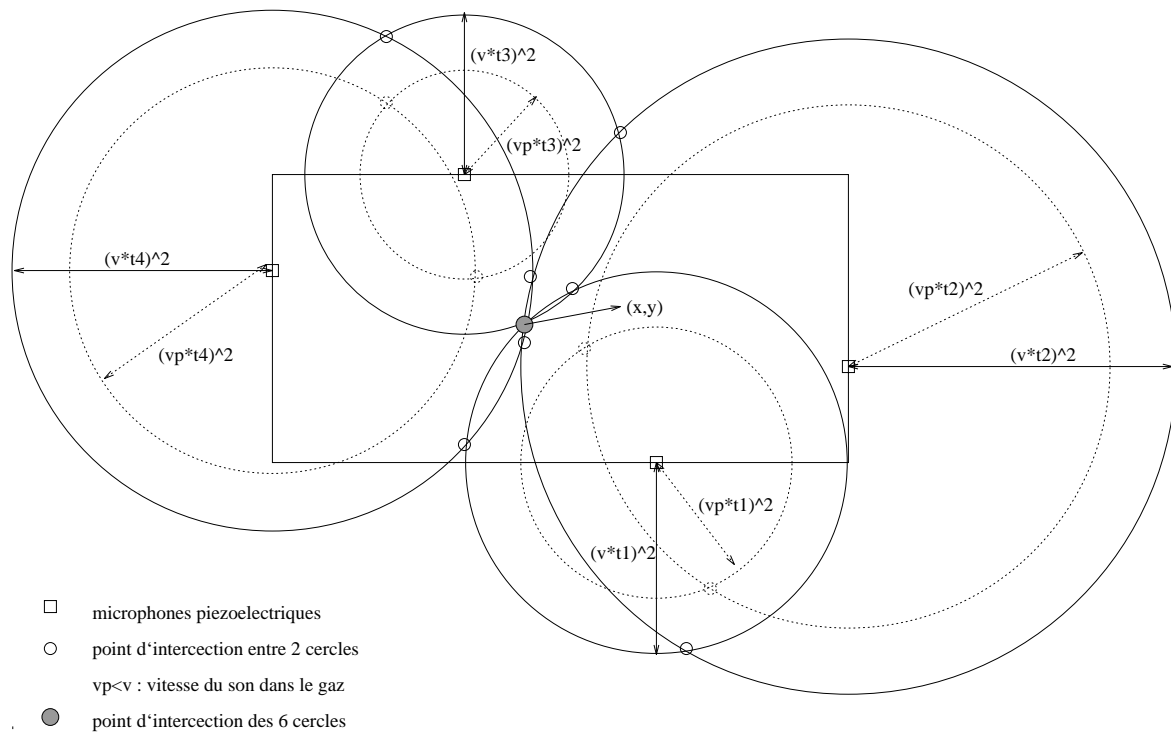 (v*t3)^2
(vp*t3)^2
(v*t4)^2
(vp*t4)^2
(x,y)
(vp*t2)^2
(v*t2)^2
(vp*t1)^2
(v*t1)^2
microphones piezoelectriques
point d'intercection entre 2 cercles
vp<v : vitesse du son dans le gaz
point d'intercection des 6 cercles